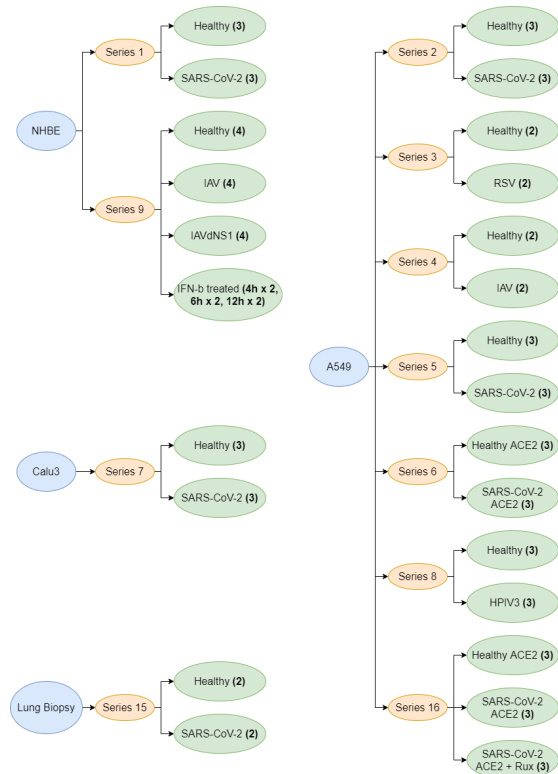 NHBE
Series 1
Healthy (3)
SARS-CoV-2 (3)
Series 9
Healthy (4)
IAV (4)
IAVdNS1 (4)
IFN-b treated (4h x 2,
6h x 2, 12h x 2)
Calu3
Series 7
Healthy (3)
SARS-CoV-2 (3)
Lung Biopsy
Series 15
Healthy (2)
SARS-CoV-2 (2)
A549
Series 2
Healthy (3)
SARS-CoV-2 (3)
Series 3
Healthy (2)
RSV (2)
Series 4
Healthy (2)
IAV (2)
Series 5
Healthy (3)
SARS-CoV-2 (3)
Series 6
Healthy ACE2 (3)
SARS-CoV-2
ACE2 (3)
Series 8
Healthy (3)
HPIV3 (3)
Series 16
Healthy ACE2 (3)
SARS-CoV-2
ACE2 (3)
SARS-CoV-2
ACE2 + Rux (3)